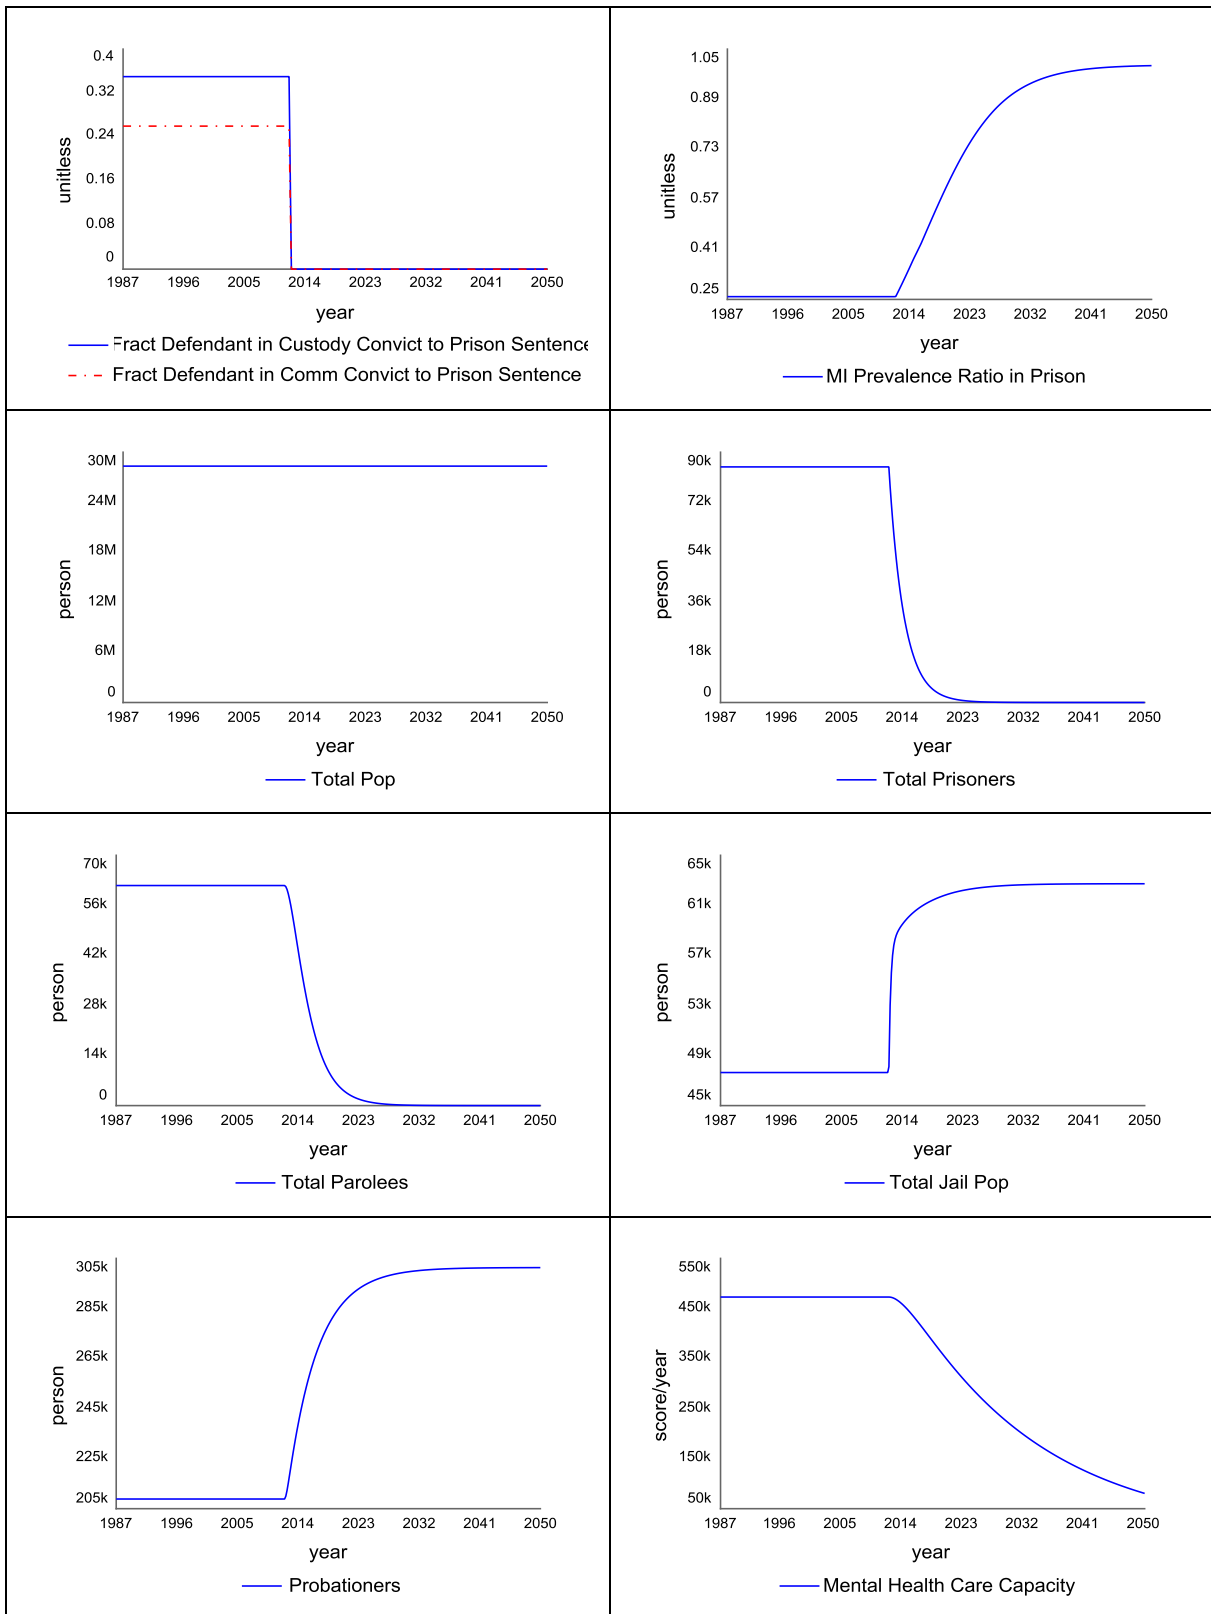 0.4
0.32
0.24
0.16
0.08
0
unitless
1987 1996 2005 2014 2023 2032 2041 2050
year
Fract Defendant in Custody Convict to Prison Sentence
Fract Defendant in Comm Convict to Prison Sentence
1.05
0.89
0.73
0.57
0.41
0.25
unitless
1987 1996 2005 2014 2023 2032 2041 2050
year
MI Prevalence Ratio in Prison
30M
24M
18M
12M
6M
0
person
1987 1996 2005 2014 2023 2032 2041 2050
year
Total Pop
90k
72k
54k
36k
18k
0
person
1987 1996 2005 2014 2023 2032 2041 2050
year
Total Prisoners
70k
56k
42k
28k
14k
0
person
1987 1996 2005 2014 2023 2032 2041 2050
year
Total Parolees
65k
61k
57k
53k
49k
45k
person
1987 1996 2005 2014 2023 2032 2041 2050
year
Total Jail Pop
305k
285k
265k
245k
225k
205k
person
1987 1996 2005 2014 2023 2032 2041 2050
year
Probationers
550k
450k
350k
250k
150k
50k
score/year
1987 1996 2005 2014 2023 2032 2041 2050
year
Mental Health Care Capacity